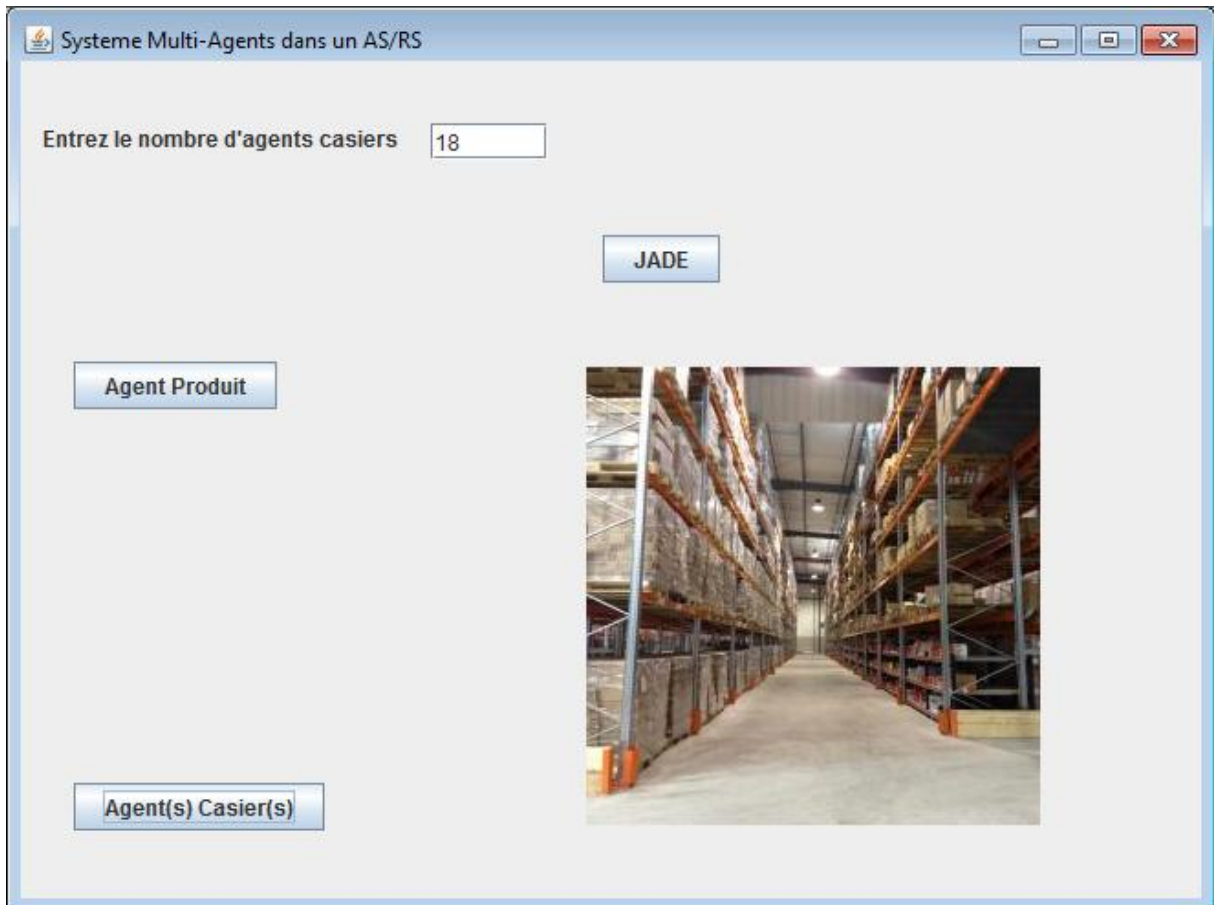 Systeme Multi-Agents dans un AS/RS
Entrez le nombre d'agents casiers 18
JADE
Agent Produit
Agent(s) Casier(s)